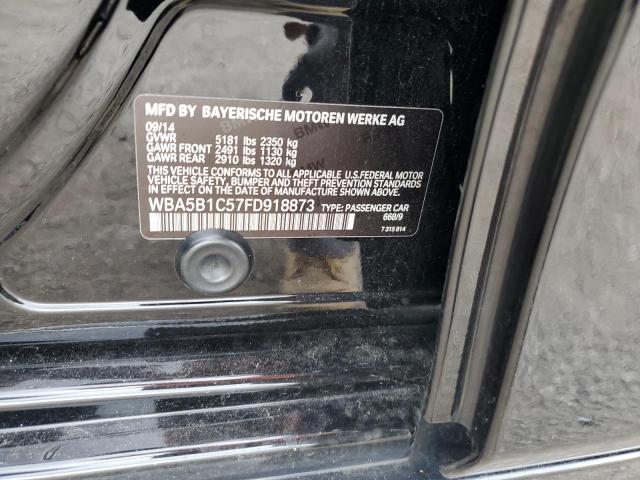 MFD BY BAYERISCHE MOTOREN WERKE AG
09/14
GVWR 5181 lbs 2350 kg
GAWR FRONT 2491 lbs 1130 kg
GAWR REAR 2910 lbs 1320 kg
THIS VEHICLE CONFORMS TO ALL APPLICABLE U.S.FEDERAL MOTOR
VEHICLE SAFETY, BUMPER AND THEFT PREVENTION STANDARDS
IN EFFECT ON THE DATE OF MANUFACTURE SHOWN ABOVE.
WBA5B1C57FD918873 TYPE: PASSENGER CAR
668/9
7 315 814